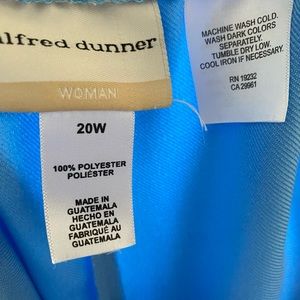 alfred dunner
WOMAN
20W
100% POLYESTER
POLIÉSTER
MADE IN
GUATEMALA
HECHO EN
GUATEMALA
FABRIQUÉ AU
GUATEMALA
MACHINE WASH COLD.
WASH DARK COLORS
SEPARATELY.
TUMBLE DRY LOW.
COOL IRON IF NECESSARY.
RN 19232
CA 29961